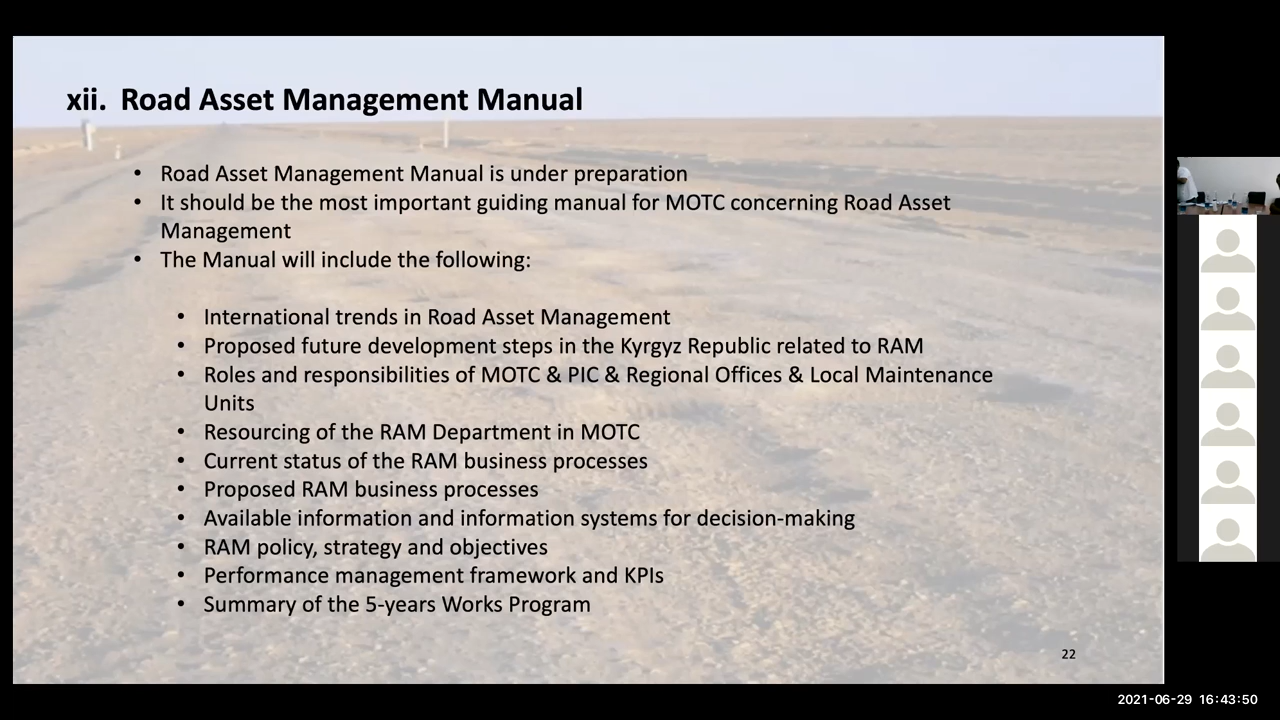 xii. Road Asset Management Manual
• Road Asset Management Manual is under preparation
• It should be the most important guiding manual for MOTC concerning Road Asset
Management
• The Manual will include the following:
• International trends in Road Asset Management
• Proposed future development steps in the Kyrgyz Republic related to RAM
• Roles and responsibilities of MOTC & PIC & Regional Offices & Local Maintenance
Units
• Resourcing of the RAM Department in MOTC
• Current status of the RAM business processes
• Proposed RAM business processes
• Available information and information systems for decision-making
• RAM policy, strategy and objectives
• Performance management framework and KPIs
• Summary of the 5-years Works Program
22
2021-06-29 16:43:50